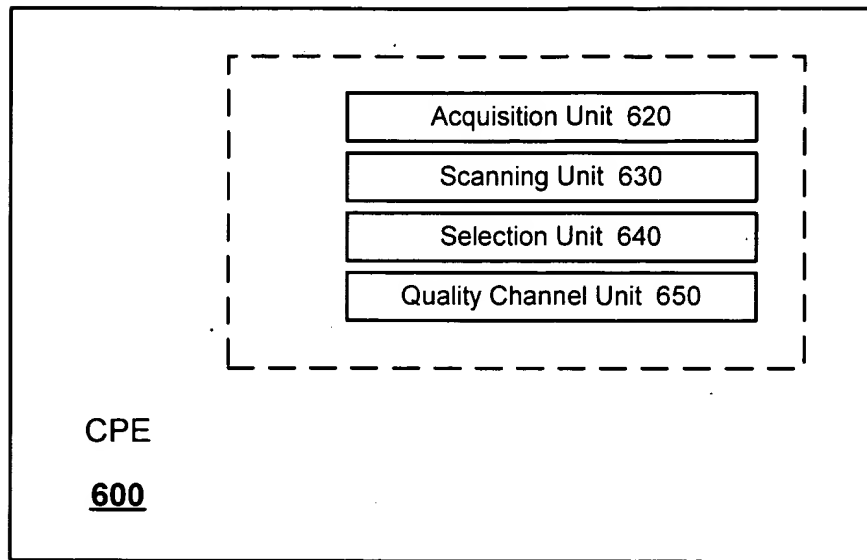 Acquisition Unit 620
Scanning Unit 630
Selection Unit 640
Quality Channel Unit 650
CPE
600